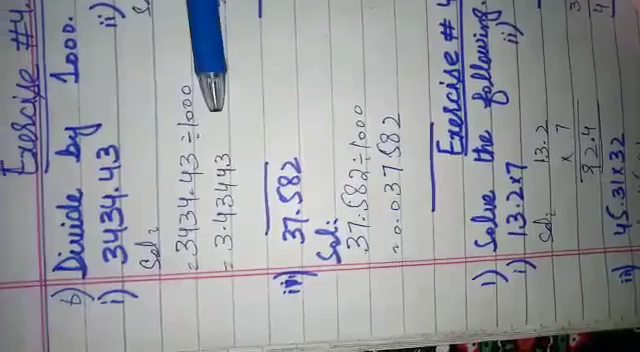 Exercise #4.
b) Divide by 1000.
i) 3434.43 ii)
Sol:
= 3434.43 ÷ 1000
= 3.43443
iii) 37.582
Sol:
37.582 ÷ 1000
= 0.037582
Exercise # 4
1) Solve the following.
i) 13.2 x 7 ii)
Sol: 13.2
x 7
92.4
iii) 45.31 x 32